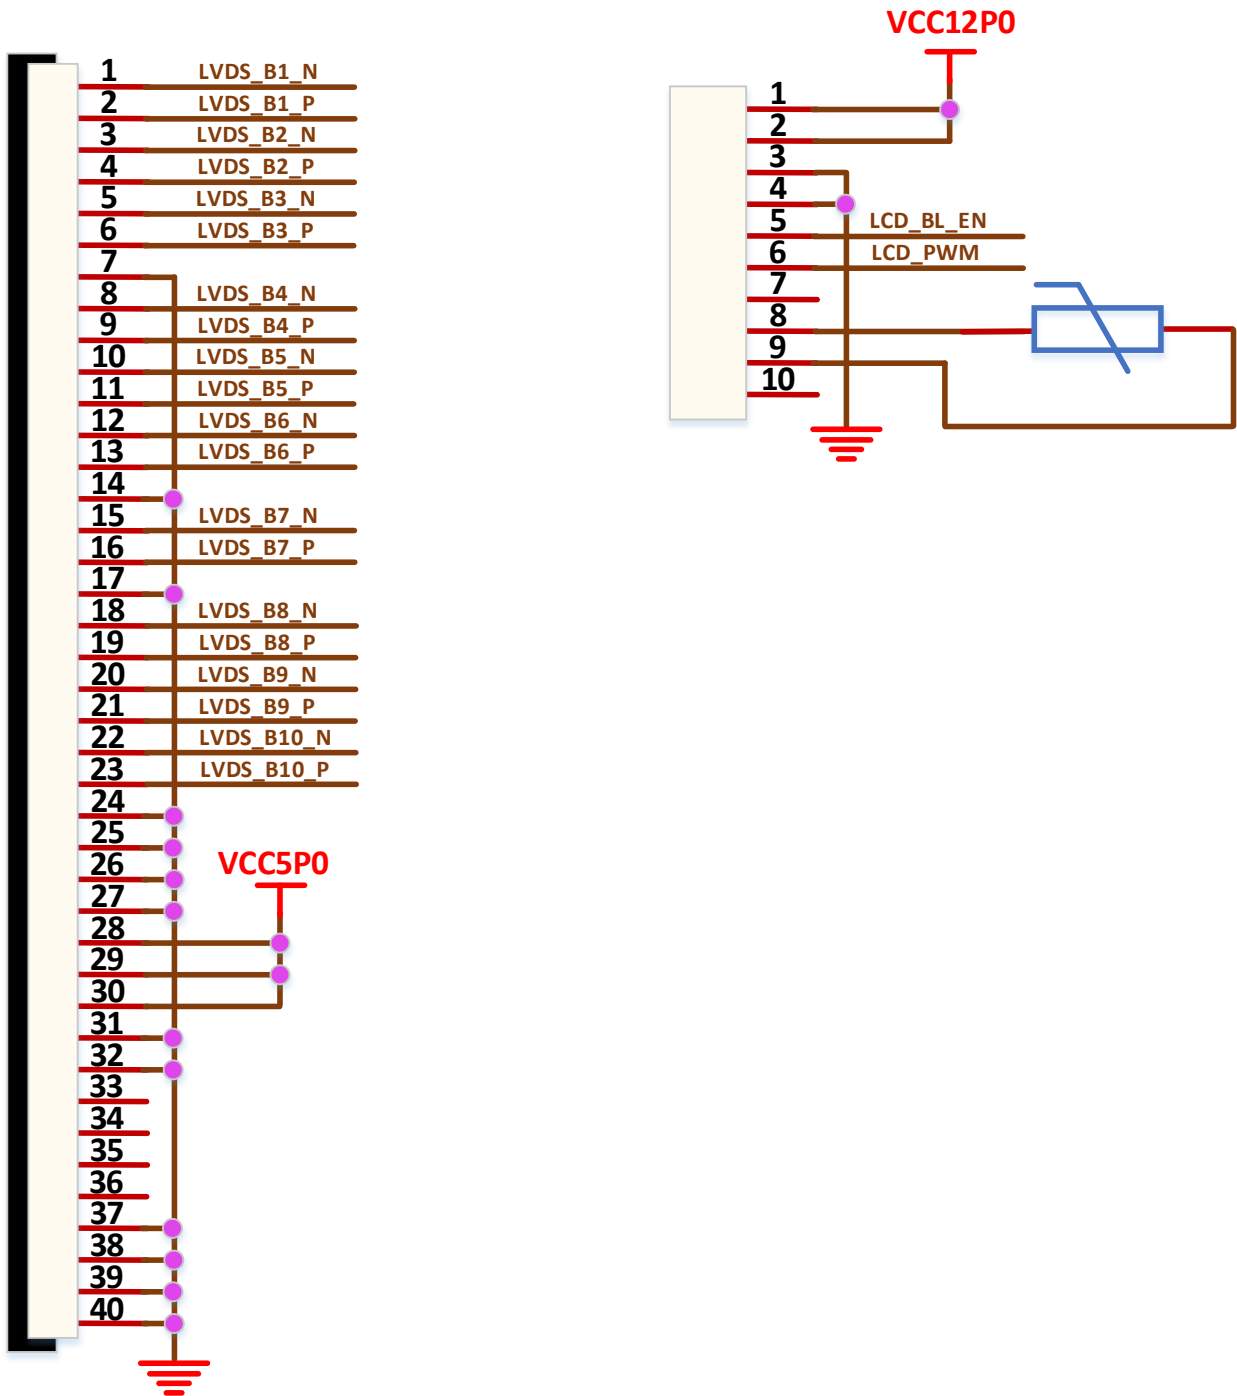 1 LVDS_B1_N
2 LVDS_B1_P
3 LVDS_B2_N
4 LVDS_B2_P
5 LVDS_B3_N
6 LVDS_B3_P
7
8 LVDS_B4_N
9 LVDS_B4_P
10 LVDS_B5_N
11 LVDS_B5_P
12 LVDS_B6_N
13 LVDS_B6_P
14
15 LVDS_B7_N
16 LVDS_B7_P
17
18 LVDS_B8_N
19 LVDS_B8_P
20 LVDS_B9_N
21 LVDS_B9_P
22 LVDS_B10_N
23 LVDS_B10_P
24
25
26
27
VCC5P0
28
29
30
31
32
33
34
35
36
37
38
39
40
VCC12P0
1
2
3
4
5 LCD_BL_EN
6 LCD_PWM
7
8
9
10